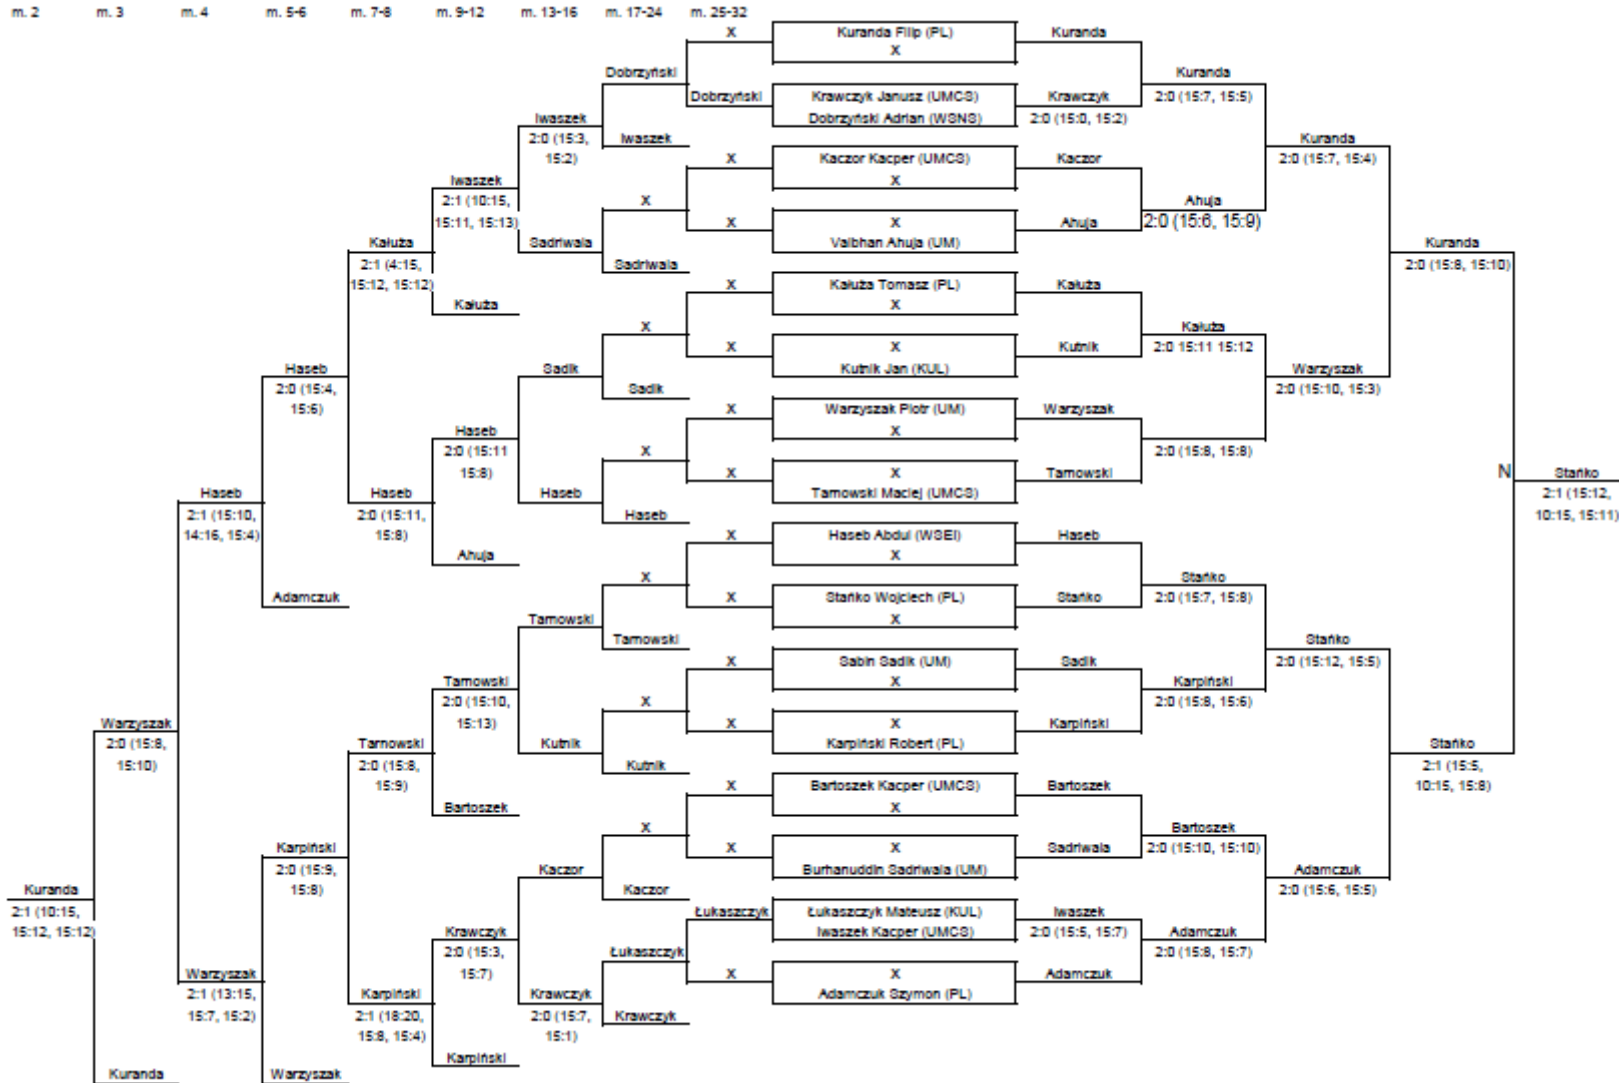 m. 2 m. 3 m. 4 m. 5-6 m. 7-8 m. 9-12 m. 13-16 m. 17-24 m. 25-32
X Kuranda Filip (PL) Kuranda
X
Dobrzyński Kuranda
Dobrzyński Krawczyk Janusz (UMCS) Krawczyk 2:0 (15:7, 15:5)
Iwaszek Dobrzyński Adrian (WSNS) 2:0 (15:0, 15:2)
2:0 (15:3, Iwaszek Kuranda
15:2) X Kaczor Kacper (UMCS) Kaczor 2:0 (15:7, 15:4)
Iwaszek X
2:1 (10:15, X Ahuja
15:11, 15:13) X X Ahuja 2:0 (15:6, 15:9)
Kałuża Sadriwala Vaibhan Ahuja (UM) Kuranda
2:1 (4:15, Sadriwala 2:0 (15:8, 15:10)
15:12, 15:12) X Kałuża Tomasz (PL) Kałuża
Kałuża X
X Kałuża
X X Kutnik 2:0 15:11 15:12
Haseb Sadik Kutnik Jan (KUL) Warzyszak
2:0 (15:4, Sadik 2:0 (15:10, 15:3)
15:6) X Warzyszak Piotr (UM) Warzyszak
Haseb X
2:0 (15:11 X 2:0 (15:8, 15:8)
15:8) X X Tarnowski N Stańko
Haseb Haseb Haseb Tarnowski Maciej (UMCS) 2:1 (15:12,
2:1 (15:10, 2:0 (15:11, Haseb 10:15, 15:11)
14:16, 15:4) 15:8) X Haseb Abdul (WSEI) Haseb
Ahuja X
X Stańko
Adamczuk X Stańko Wojciech (PL) Stańko 2:0 (15:7, 15:8)
Tarnowski X
Tarnowski Stańko
X Sabin Sadik (UM) Sadik 2:0 (15:12, 15:5)
Tarnowski X Karpiński
2:0 (15:10, X 2:0 (15:8, 15:6)
Warzyszak 15:13) X X Karpiński
2:0 (15:8, Tarnowski Kutnik Karpiński Robert (PL) Stańko
15:10) 2:0 (15:8, Kutnik 2:1 (15:5,
15:9) X Bartoszek Kacper (UMCS) Bartoszek 10:15, 15:8)
Bartoszek X
X Bartoszek
Karpiński X X Sadriwala 2:0 (15:10, 15:10)
2:0 (15:9, Kaczor Burhanuddin Sadriwala (UM) Adamczuk
Kuranda 15:8) Kaczor 2:0 (15:6, 15:5)
2:1 (10:15, Łukaszczyk Łukaszczyk Mateusz (KUL) Iwaszek
15:12, 15:12) Krawczyk Iwaszek Kacper (UMCS) 2:0 (15:5, 15:7) Adamczuk
2:0 (15:3, Łukaszczyk 2:0 (15:8, 15:7)
Warzyszak 15:7) X X Adamczuk
2:1 (13:15, Karpiński Krawczyk Adamczuk Szymon (PL)
15:7, 15:2) 2:1 (18:20, 2:0 (15:7, Krawczyk
15:8, 15:4) 15:1)
Karpiński
Kuranda Warzyszak